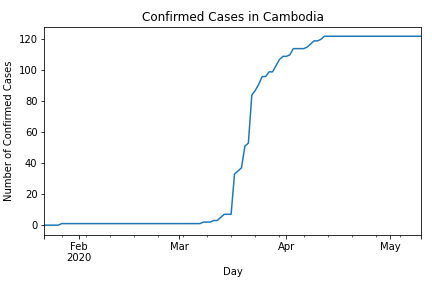 Confirmed Cases in Cambodia
Number of Confirmed Cases
120
100
80
60
40
20
0
Feb Mar Apr May
2020
Day